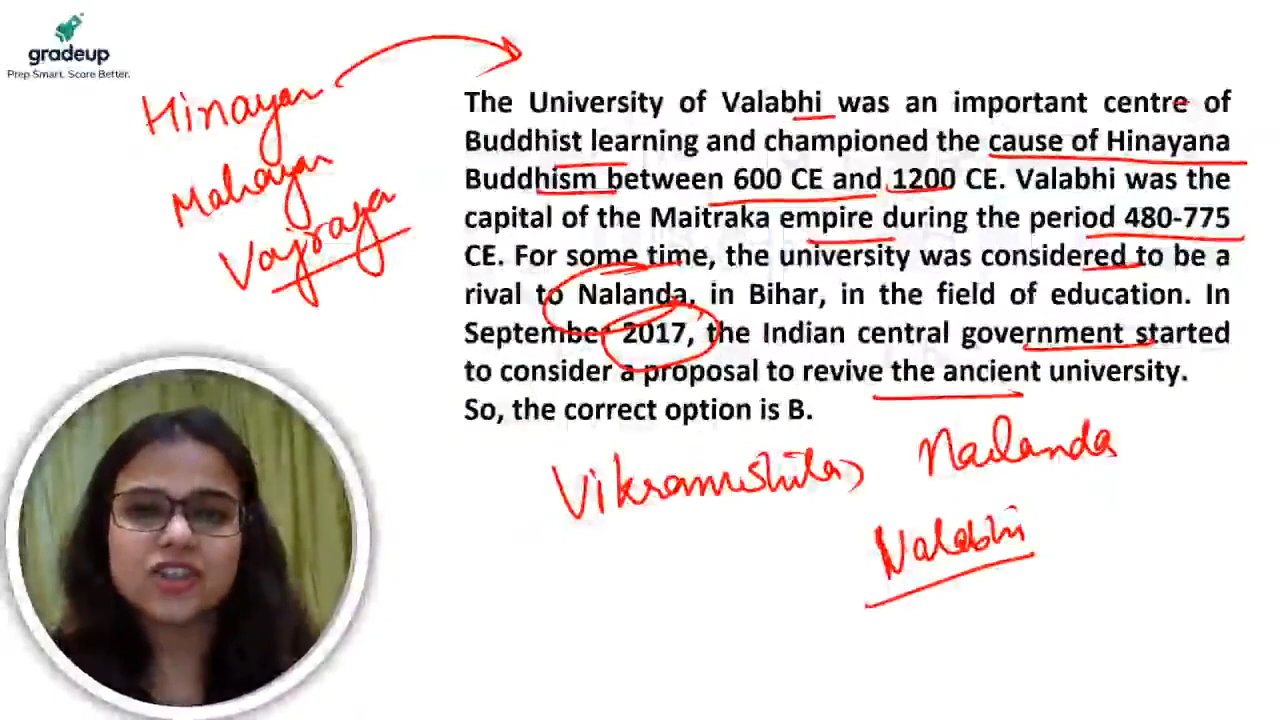 gradeup
Prep Smart. Score Better.
Hinayan
Mahayan
Vajrayan
The University of Valabhi was an important centre of
Buddhist learning and championed the cause of Hinayana
Buddhism between 600 CE and 1200 CE. Valabhi was the
capital of the Maitraka empire during the period 480-775
CE. For some time, the university was considered to be a
rival to Nalanda, in Bihar, in the field of education. In
September 2017, the Indian central government started
to consider a proposal to revive the ancient university.
So, the correct option is B.
Vikramshila, Nalanda
Valabhi